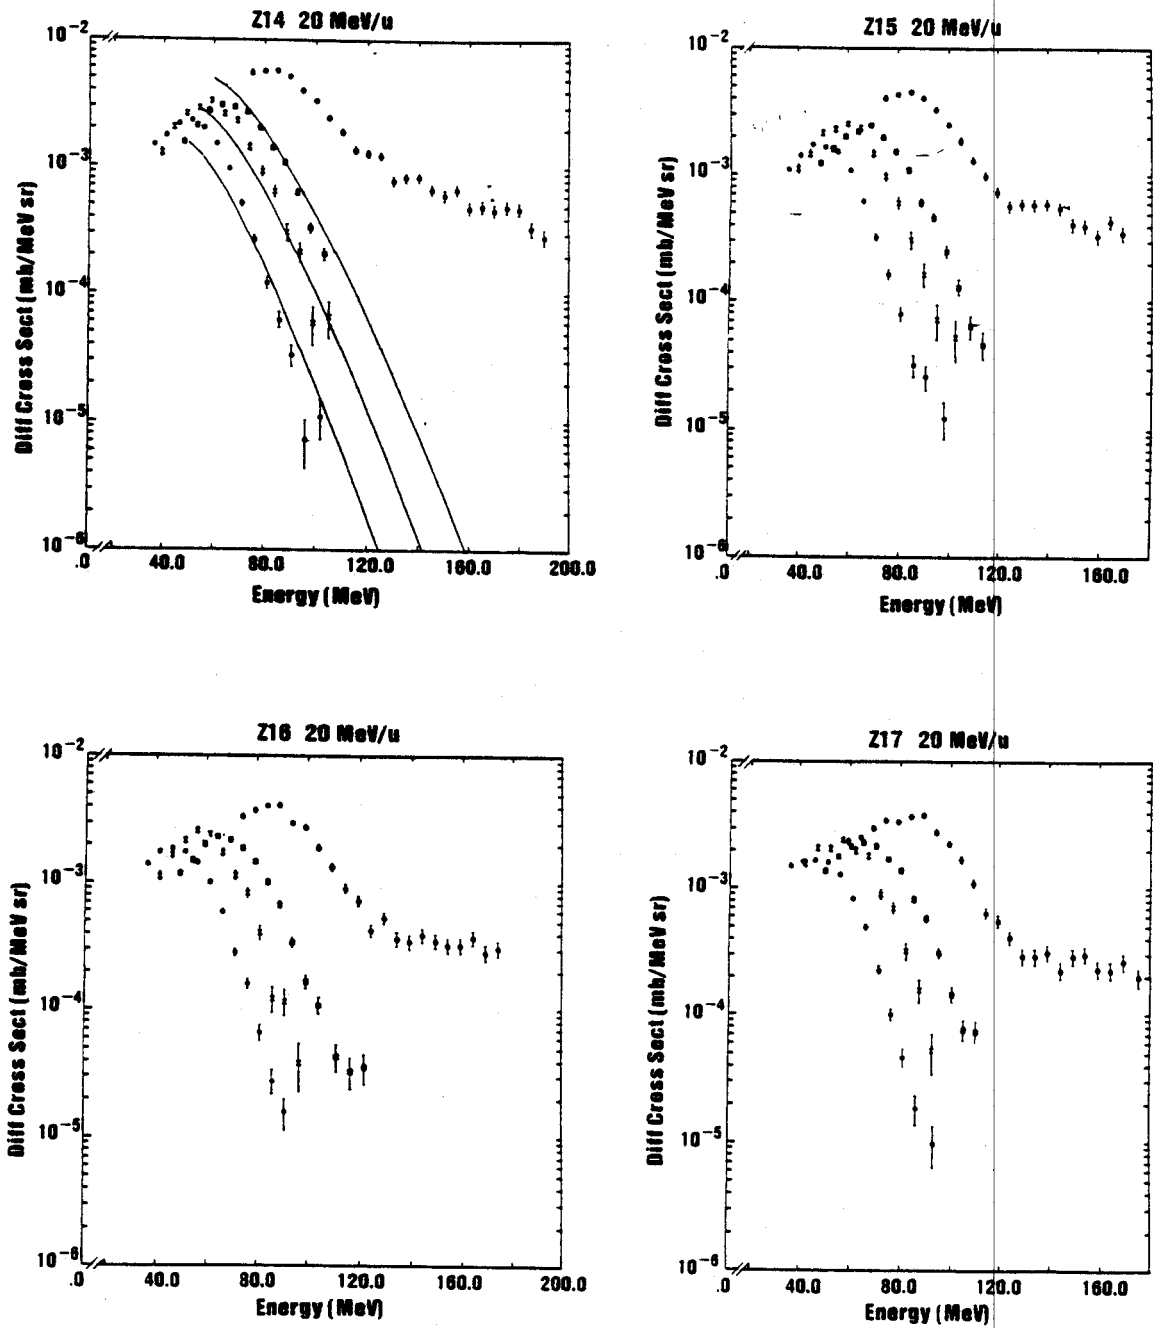 Z14 20 MeV/u
10-2
10-3
10-4
10-5
10-6
Diff Cross Sect (mb/MeV sr)
.0 40.0 80.0 120.0 160.0 200.0
Energy (MeV)
Z15 20 MeV/u
10-2
10-3
10-4
10-5
10-6
Diff Cross Sect (mb/MeV sr)
.0 40.0 80.0 120.0 160.0
Energy (MeV)
Z16 20 MeV/u
10-2
10-3
10-4
10-5
10-6
Diff Cross Sect (mb/MeV sr)
.0 40.0 80.0 120.0 160.0 200.0
Energy (MeV)
Z17 20 MeV/u
10-2
10-3
10-4
10-5
10-6
Diff Cross Sect (mb/MeV sr)
.0 40.0 80.0 120.0 160.0
Energy (MeV)